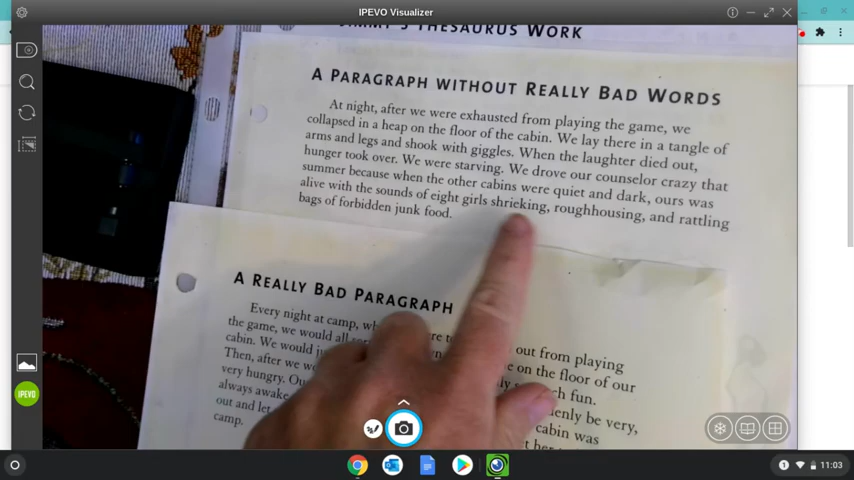 IPEVO Visualizer
JIMMY'S THESAURUS WORK
A PARAGRAPH WITHOUT REALLY BAD WORDS
At night, after we were exhausted from playing the game, we
collapsed in a heap on the floor of the cabin. We lay there in a tangle of
arms and legs and shook with giggles. When the laughter died out,
hunger took over. We were starving. We drove our counselor crazy that
summer because when the other cabins were quiet and dark, ours was
alive with the sounds of eight girls shrieking, roughhousing, and rattling
bags of forbidden junk food.
A REALLY BAD PARAGRAPH
Every night at camp, out from playing
the game, we would all on the floor of our
cabin. We would fun.
Then, after we be very,
very hungry. cabin was
always awake
out and let her
camp.
IPEVO
1 11:03